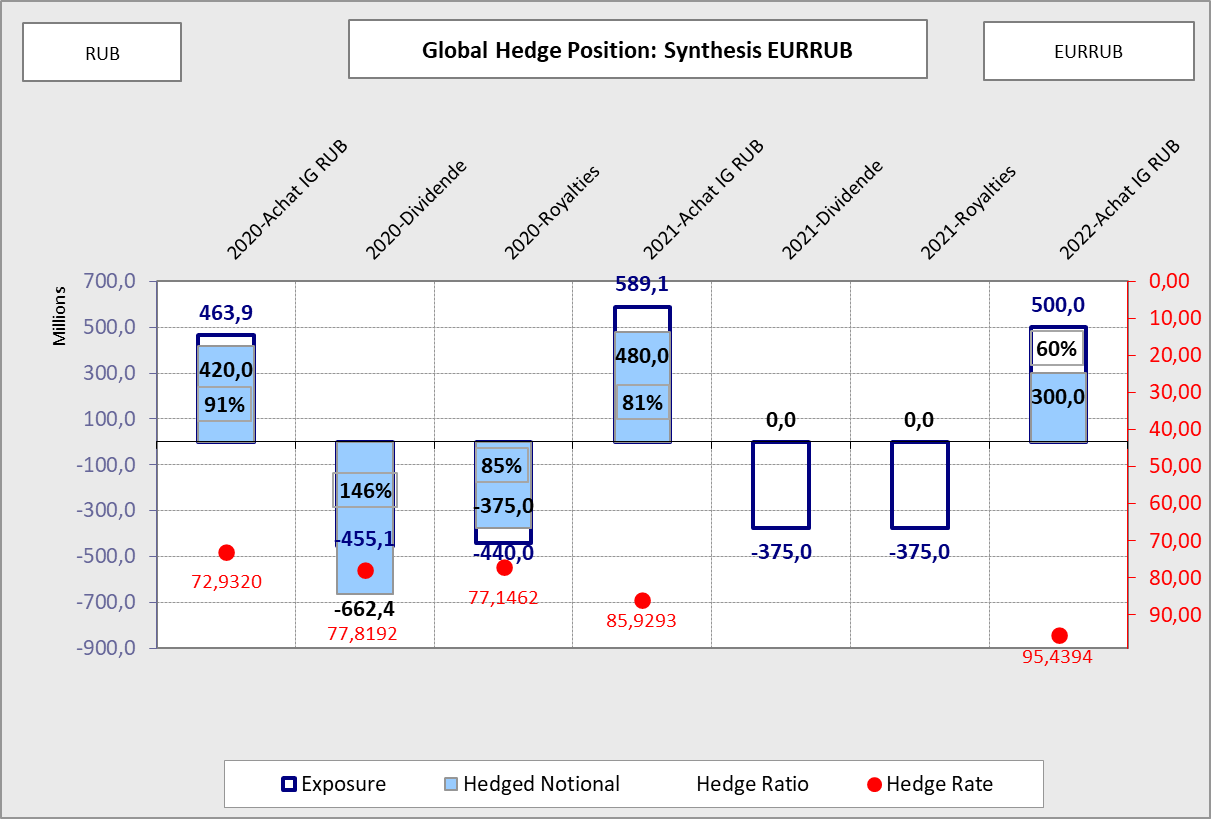 RUB
Global Hedge Position: Synthesis EURRUB
EURRUB
2020-Achat IG RUB
2020-Dividende
2020-Royalties
2021-Achat IG RUB
2021-Dividende
2021-Royalties
2022-Achat IG RUB
Millions
700,0
500,0
300,0
100,0
-100,0
-300,0
-500,0
-700,0
-900,0
463,9
420,0
91%
72,9320
146%
-455,1
-662,4
77,8192
85%
-375,0
-440,0
77,1462
589,1
480,0
81%
85,9293
0,0
-375,0
0,0
-375,0
500,0
60%
300,0
95,4394
0,00
10,00
20,00
30,00
40,00
50,00
60,00
70,00
80,00
90,00
Exposure
Hedged Notional
Hedge Ratio
Hedge Rate